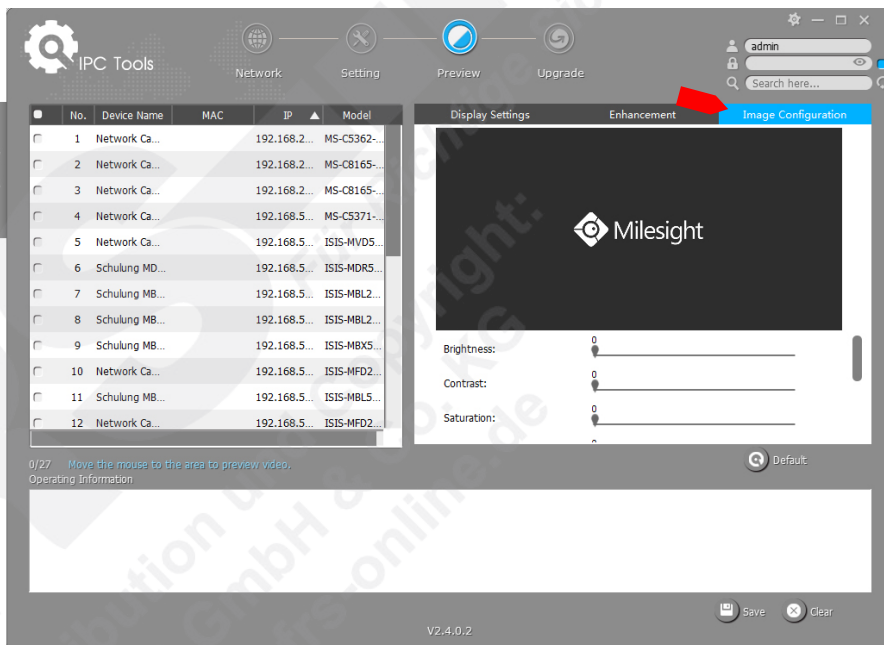 IPC Tools
Network
Setting
Preview
Upgrade
admin
Search here...
No. Device Name MAC IP Model
1 Network Ca... 192.168.2... MS-C5362-...
2 Network Ca... 192.168.2... MS-C8165-...
3 Network Ca... 192.168.2... MS-C8165-...
4 Network Ca... 192.168.5... MS-C5371-...
5 Network Ca... 192.168.5... ISIS-MVD5...
6 Schulung MD... 192.168.5... ISIS-MDR5...
7 Schulung MB... 192.168.5... ISIS-MBL2...
8 Schulung MB... 192.168.5... ISIS-MBL2...
9 Schulung MB... 192.168.5... ISIS-MBX5...
10 Network Ca... 192.168.5... ISIS-MFD2...
11 Schulung MB... 192.168.5... ISIS-MBL5...
12 Network Ca... 192.168.5... ISIS-MFD2...
0/27 Move the mouse to the area to preview video.
Display Settings Enhancement Image Configuration
Milesight
Brightness: 0
Contrast: 0
Saturation: 0
Default
Operating Information
Save Clear
V2.4.0.2